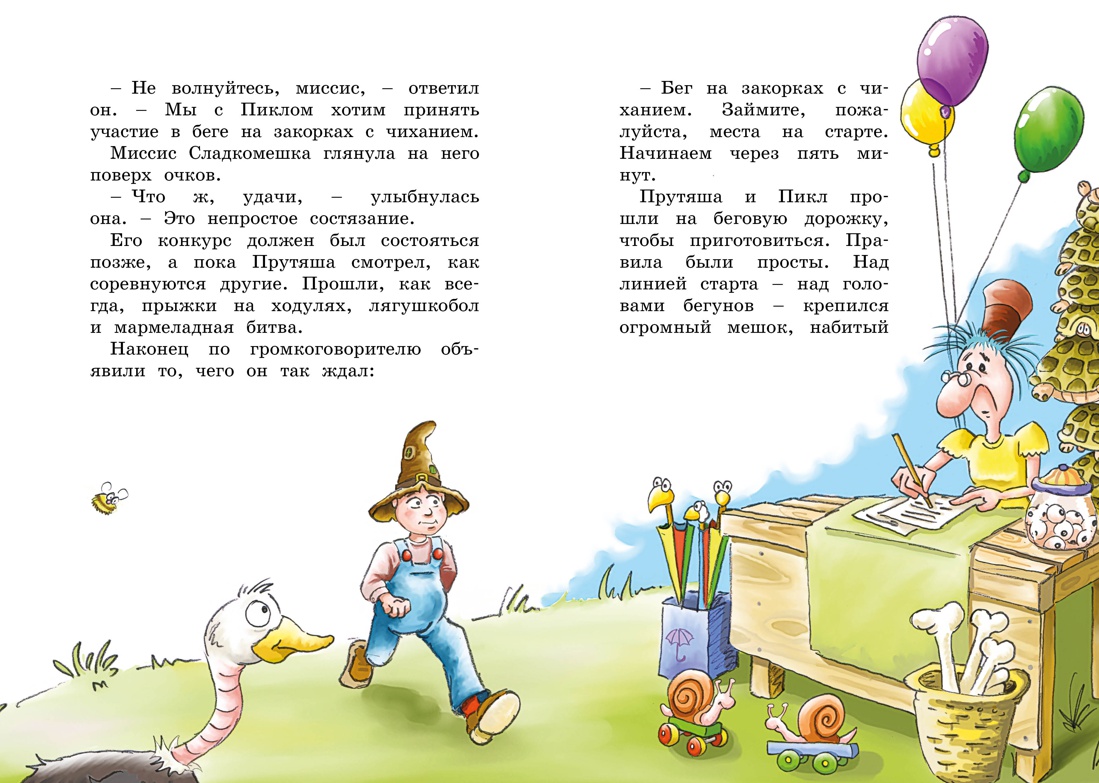 – Не волнуйтесь, миссис, – ответил
он. – Мы с Пиклом хотим принять
участие в беге на закорках с чиханием.
Миссис Сладкомешка глянула на него
поверх очков.
– Что ж, удачи, – улыбнулась
она. – Это непростое состязание.
Его конкурс должен был состояться
позже, а пока Прутяша смотрел, как
соревнуются другие. Прошли, как все-
гда, прыжки на ходулях, лягушкобол
и мармеладная битва.
Наконец по громкоговорителю объ-
явили то, чего он так ждал:
– Бег на закорках с чи-
ханием. Займите, пожа-
луйста, места на старте.
Начинаем через пять ми-
нут.
Прутяша и Пикл про-
шли на беговую дорожку,
чтобы приготовиться. Пра-
вила были просты. Над
линией старта – над голо-
вами бегунов – крепился
огромный мешок, набитый